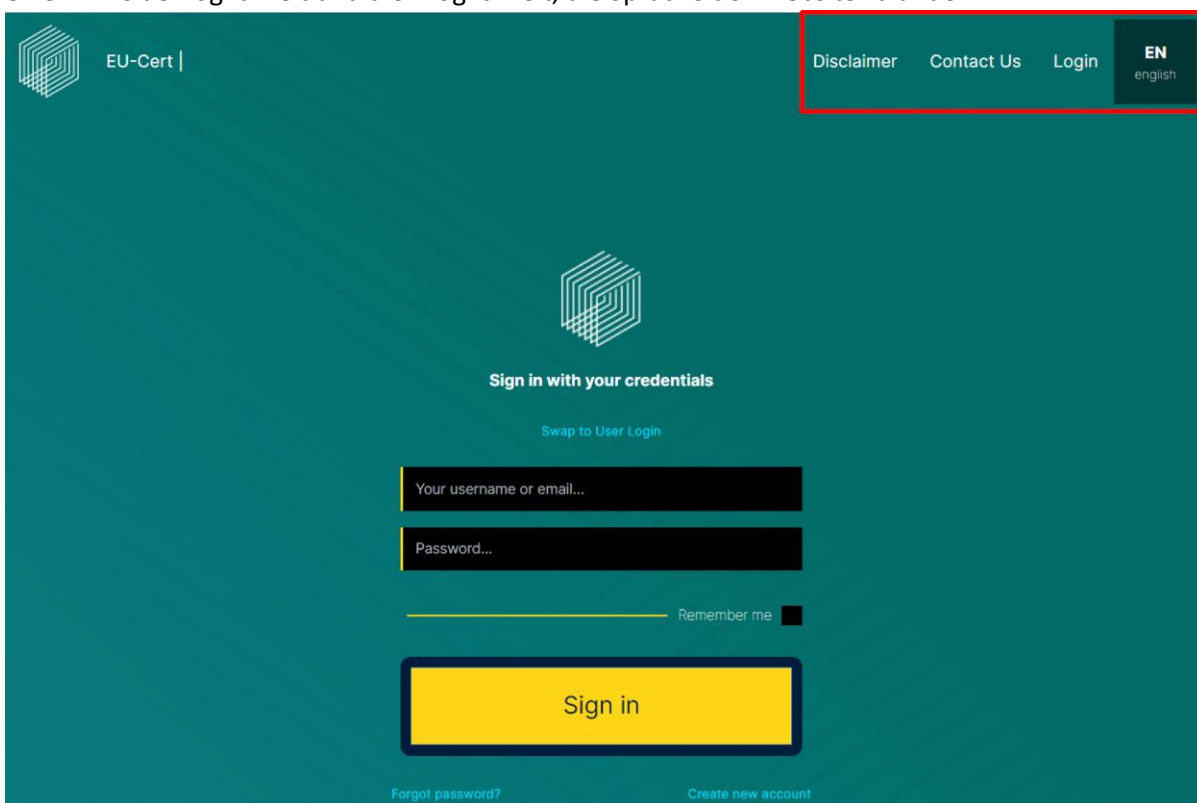 EU-Cert |
Disclaimer Contact Us Login EN
english
Sign in with your credentials
Swap to User Login
Your username or email...
Password...
Remember me
Sign in
Forgot password? Create new account